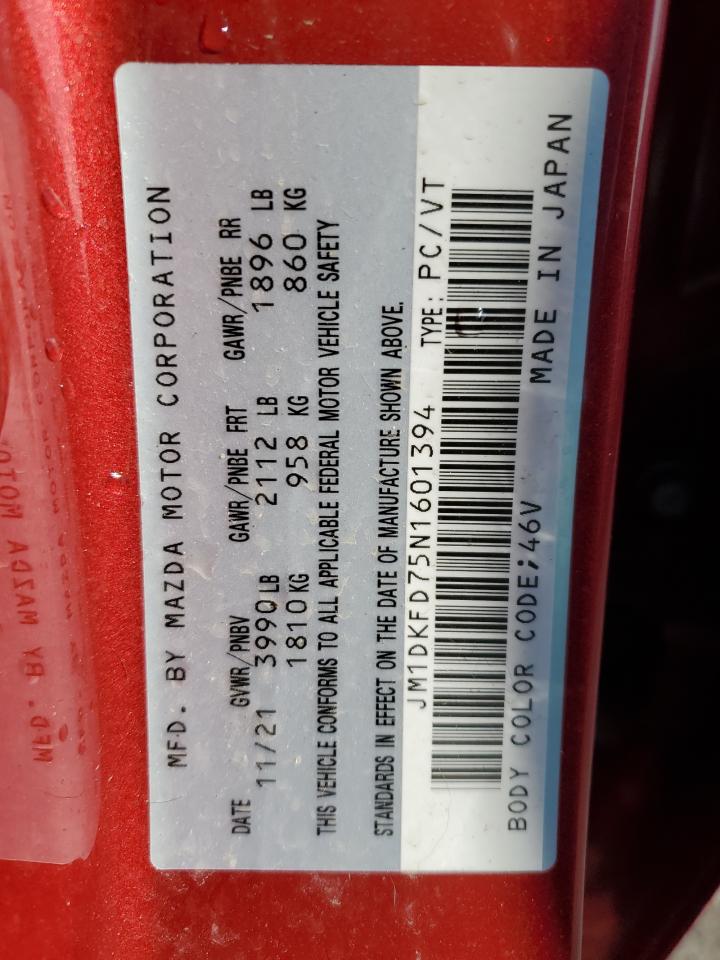 MFD. BY MAZDA MOTOR CORPORATION
DATE GVWR/PNBV GAWR/PNBE FRT GAWR/PNBE RR
11/21 3990 LB 2112 LB 1896 LB
1810 KG 958 KG 860 KG
THIS VEHICLE CONFORMS TO ALL APPLICABLE FEDERAL MOTOR VEHICLE SAFETY
STANDARDS IN EFFECT ON THE DATE OF MANUFACTURE SHOWN ABOVE.
JM1DKFD75N1601394 TYPE: PC/VT
BODY COLOR CODE;46V MADE IN JAPAN